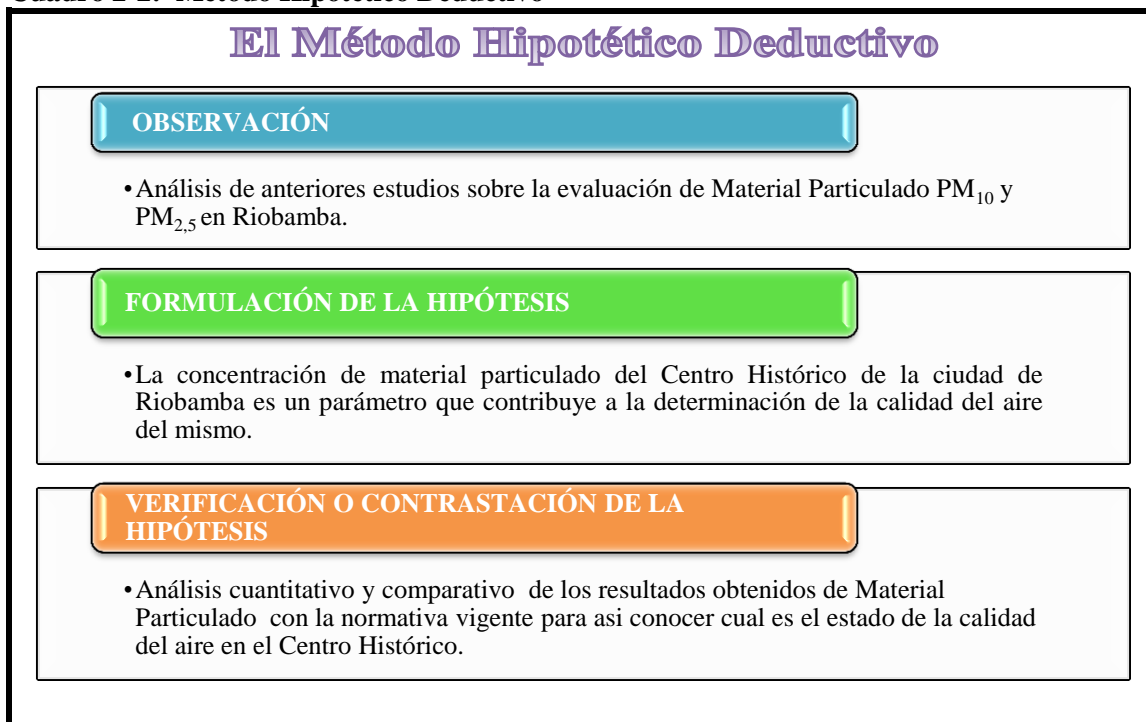 El Método Hipotético Deductivo
OBSERVACIÓN
•Análisis de anteriores estudios sobre la evaluación de Material Particulado PM10 y
PM2,5 en Riobamba.
FORMULACIÓN DE LA HIPÓTESIS
•La concentración de material particulado del Centro Histórico de la ciudad de
Riobamba es un parámetro que contribuye a la determinación de la calidad del aire
del mismo.
VERIFICACIÓN O CONTRASTACIÓN DE LA
HIPÓTESIS
•Análisis cuantitativo y comparativo de los resultados obtenidos de Material
Particulado con la normativa vigente para asi conocer cual es el estado de la calidad
del aire en el Centro Histórico.